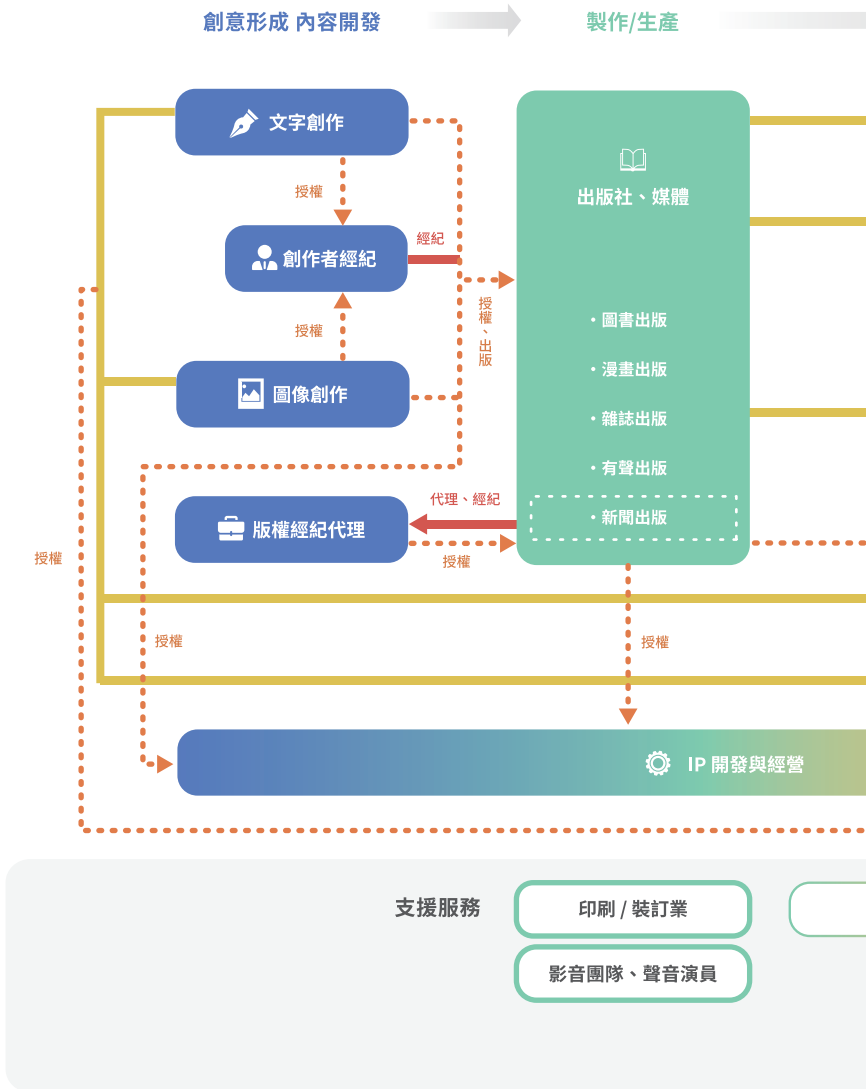 創意形成 內容開發
製作/生產
文字創作
授權
創作者經紀
經紀
授權
圖像創作
授權、出版
出版社、媒體
・圖書出版
・漫畫出版
・雜誌出版
・有聲出版
・新聞出版
代理、經紀
版權經紀代理
授權
授權
授權
授權
IP 開發與經營
支援服務
印刷 / 裝訂業
影音團隊、聲音演員